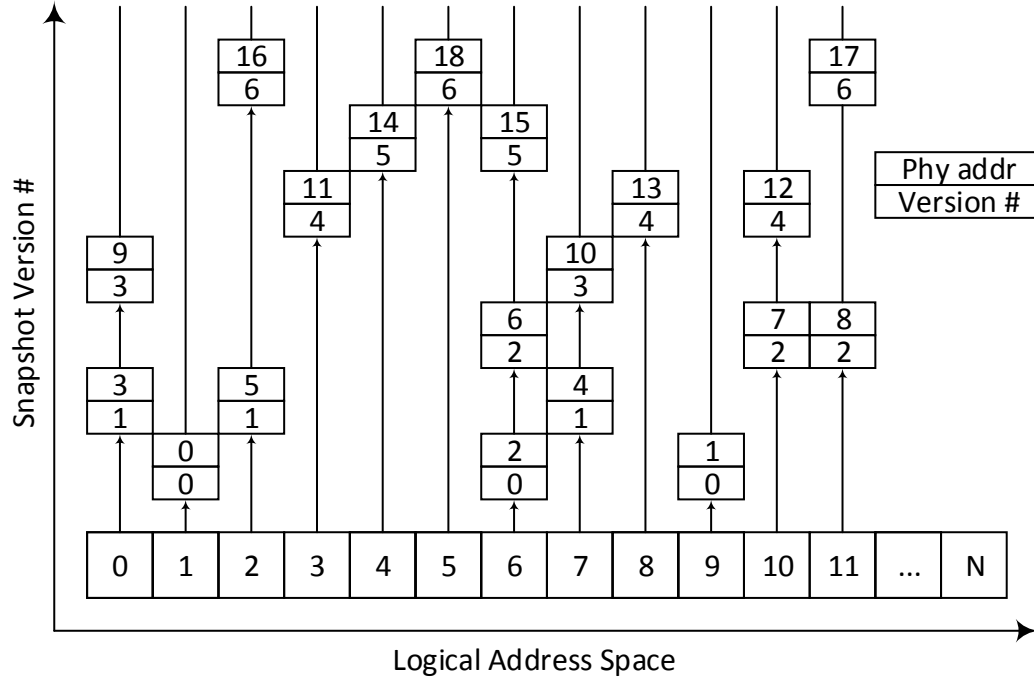 16 18 17
6 6 6
14 15
5 5
11 13 12
4 4 4
Phy addr
Version #
9 10
3 3
6 7 8
2 2 2
3 5 4
1 1 1
0 2 1
0 0 0
0 1 2 3 4 5 6 7 8 9 10 11 ... N
Snapshot Version #
Logical Address Space